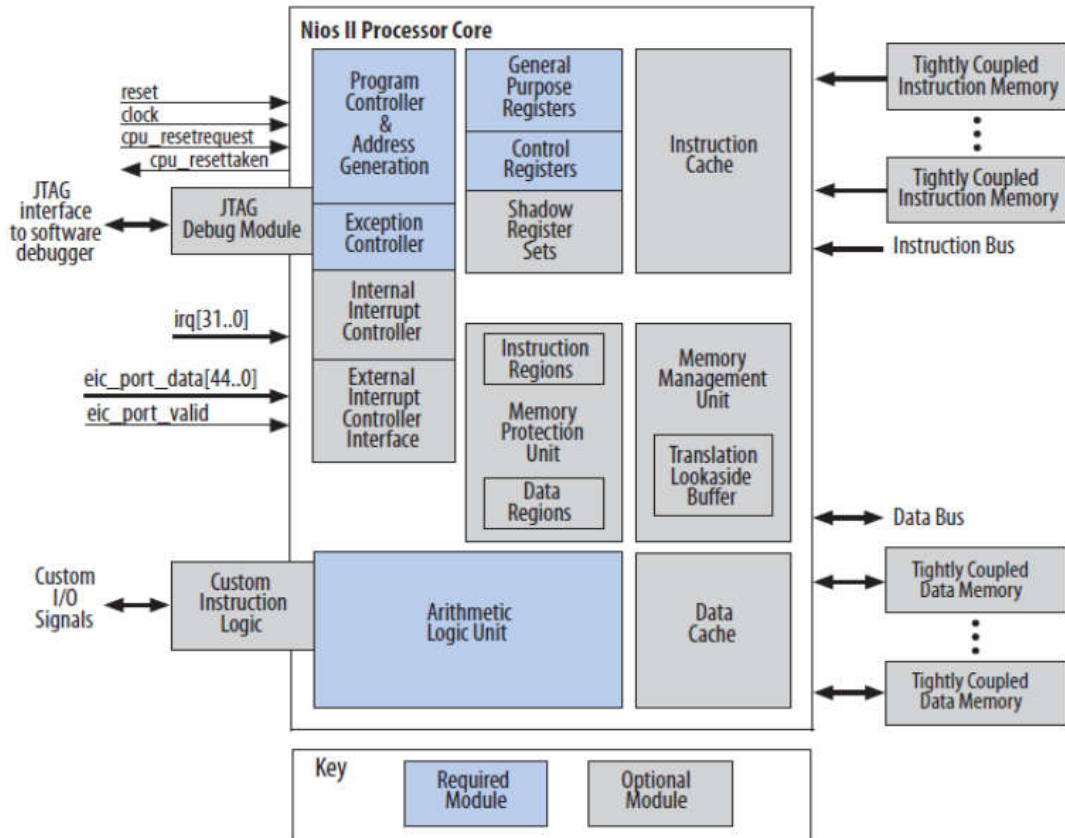 Nios II Processor Core
reset
clock
cpu_resetrequest
cpu_resettaken
JTAG
interface
to software
debugger
JTAG
Debug Module
irq[31..0]
eic_port_data[44..0]
eic_port_valid
Custom
I/O
Signals
Custom
Instruction
Logic
Program
Controller
&
Address
Generation
Exception
Controller
Internal
Interrupt
Controller
External
Interrupt
Controller
Interface
General
Purpose
Registers
Control
Registers
Shadow
Register
Sets
Instruction
Cache
Instruction
Regions
Memory
Protection
Unit
Data
Regions
Memory
Management
Unit
Translation
Lookaside
Buffer
Arithmetic
Logic Unit
Data
Cache
Tightly Coupled
Instruction Memory
Tightly Coupled
Instruction Memory
Instruction Bus
Data Bus
Tightly Coupled
Data Memory
Tightly Coupled
Data Memory
Key
Required
Module
Optional
Module